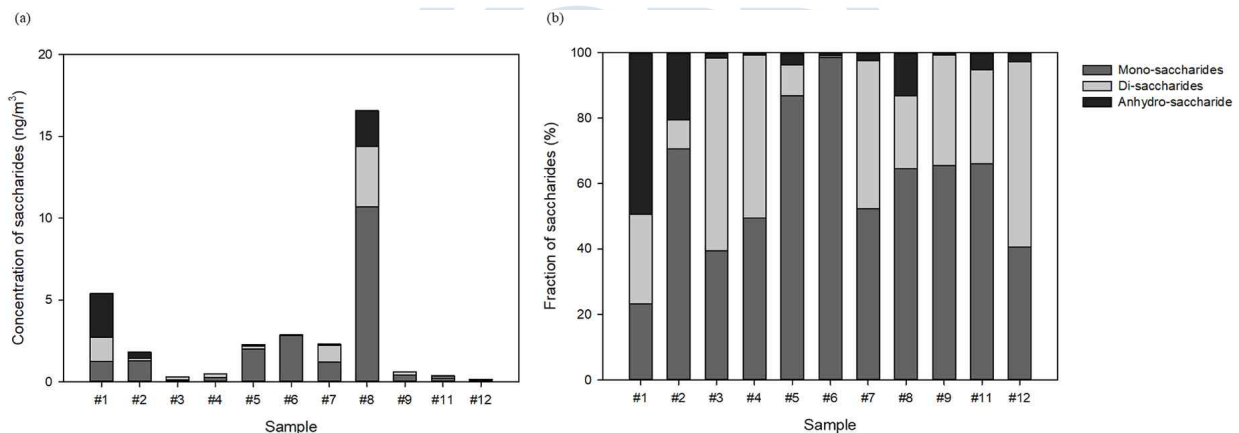 (a)
20
15
10
5
0
Concentration of saccharides (ng/m³)
#1 #2 #3 #4 #5 #6 #7 #8 #9 #11 #12
Sample
(b)
100
80
60
40
20
0
Fraction of saccharides (%)
#1 #2 #3 #4 #5 #6 #7 #8 #9 #11 #12
Sample
Mono-saccharides
Di-saccharides
Anhydro-saccharide